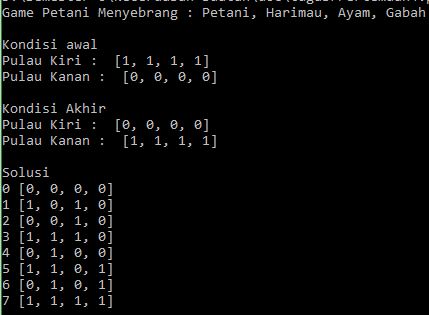 Game Petani Menyebrang : Petani, Harimau, Ayam, Gabah
Kondisi awal
Pulau Kiri :  [1, 1, 1, 1]
Pulau Kanan :  [0, 0, 0, 0]
Kondisi Akhir
Pulau Kiri :  [0, 0, 0, 0]
Pulau Kanan :  [1, 1, 1, 1]
Solusi
0 [0, 0, 0, 0]
1 [1, 0, 1, 0]
2 [0, 0, 1, 0]
3 [1, 1, 1, 0]
4 [0, 1, 0, 0]
5 [1, 1, 0, 1]
6 [0, 1, 0, 1]
7 [1, 1, 1, 1]